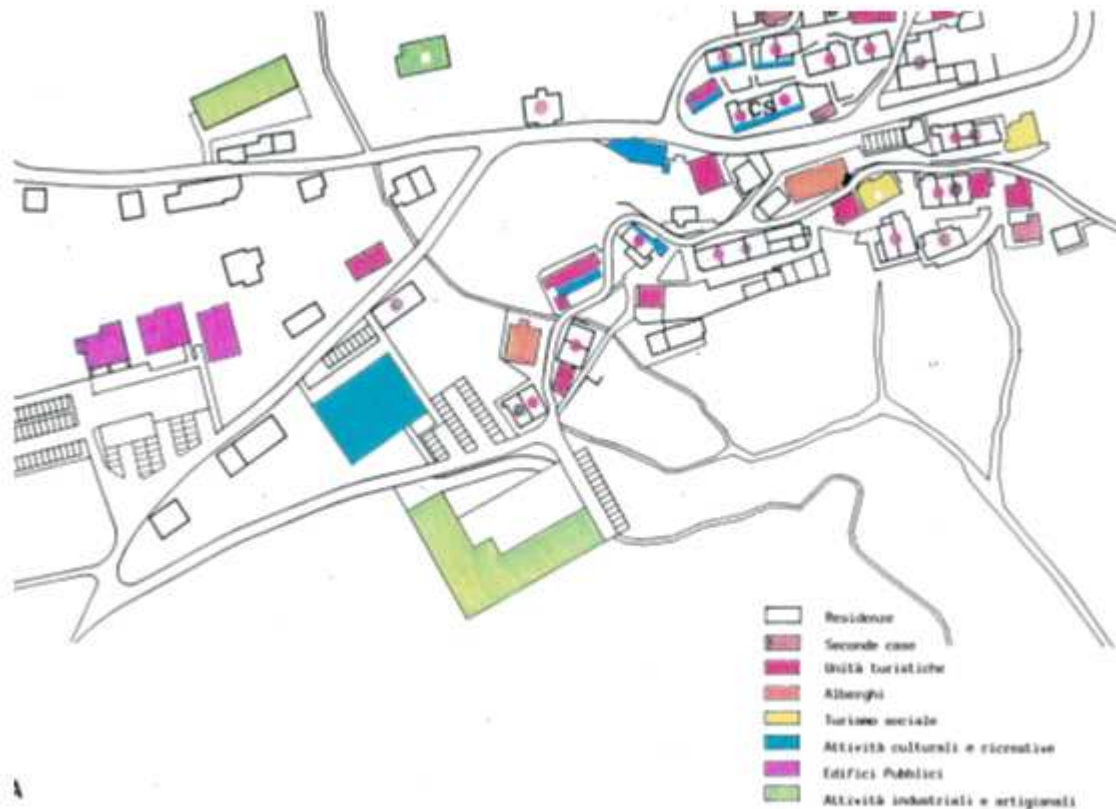 CS
Residenze
Seconde case
Unità turistiche
Alberghi
Turismo sociale
Attività culturali e ricreative
Edifici Pubblici
Attività industriali e artigianali